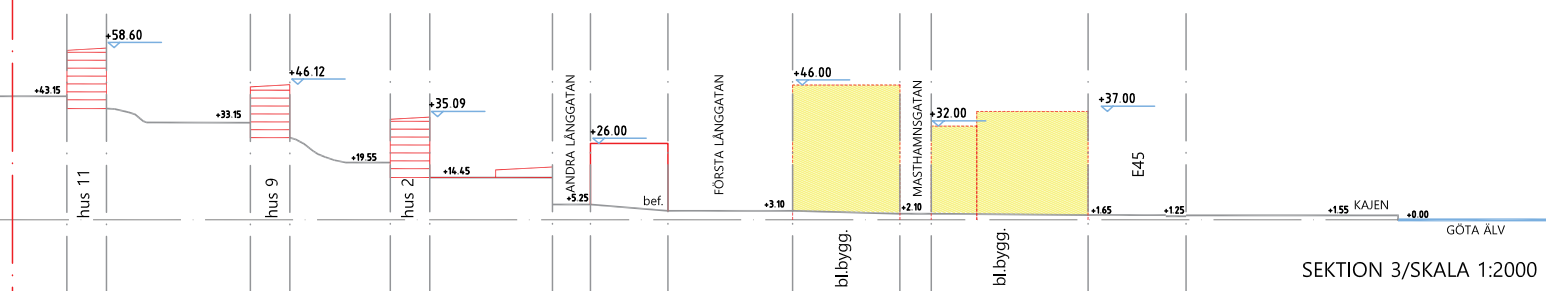 +58.60
+43.15
hus 11
+46.12
+33.15
hus 9
+35.09
+19.55
hus 2
+14.45
ANDRA LÅNGGATAN
+5.25
+26.00
bef.
FÖRSTA LÅNGGATAN
+3.10
+46.00
bl.bygg.
MASTHAMNSGATAN
+2.10
+32.00
bl.bygg.
+37.00
E45
+1.65
+1.25
+1.55
KAJEN
+0.00
GÖTA ÄLV
SEKTION 3/SKALA 1:2000